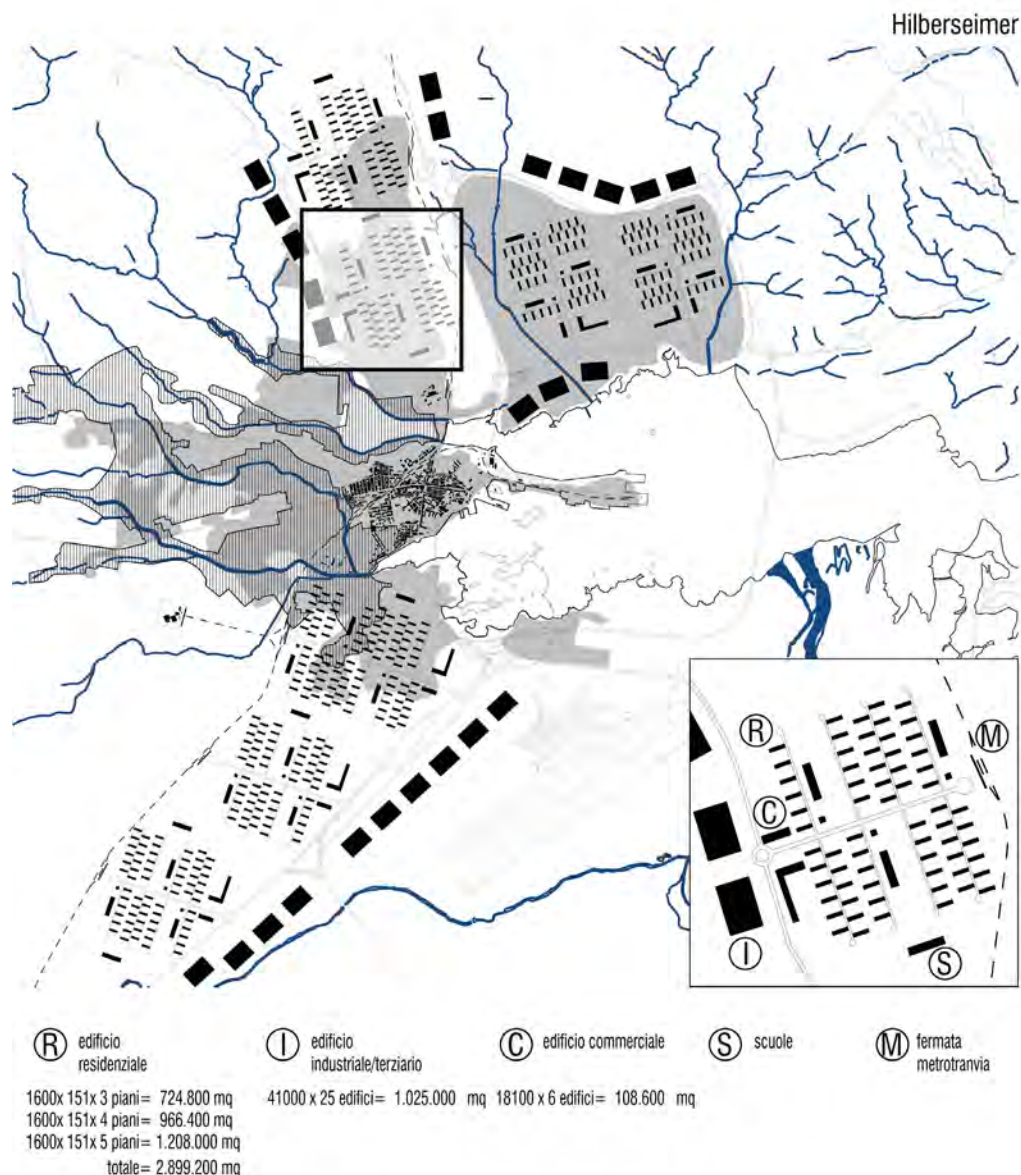 Hilberseimer
R
M
C
I
S
R edificio
residenziale
I edificio
industriale/terziario
C edificio commerciale
S scuole
M fermata
metrotranvia
1600x 151x 3 piani= 724.800 mq
1600x 151x 4 piani= 966.400 mq
1600x 151x 5 piani= 1.208.000 mq
totale= 2.899.200 mq
41000 x 25 edifici= 1.025.000 mq
18100 x 6 edifici= 108.600 mq